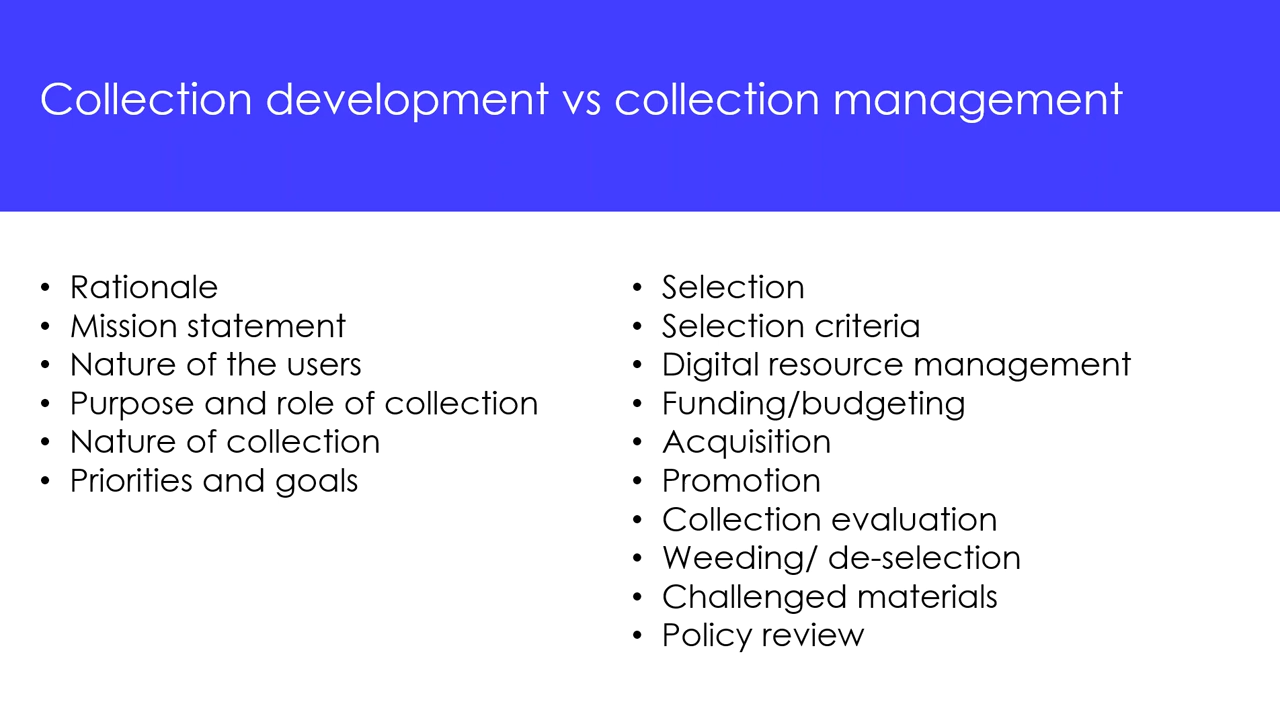 Collection development vs collection management
• Rationale
• Mission statement
• Nature of the users
• Purpose and role of collection
• Nature of collection
• Priorities and goals
• Selection
• Selection criteria
• Digital resource management
• Funding/budgeting
• Acquisition
• Promotion
• Collection evaluation
• Weeding/ de-selection
• Challenged materials
• Policy review